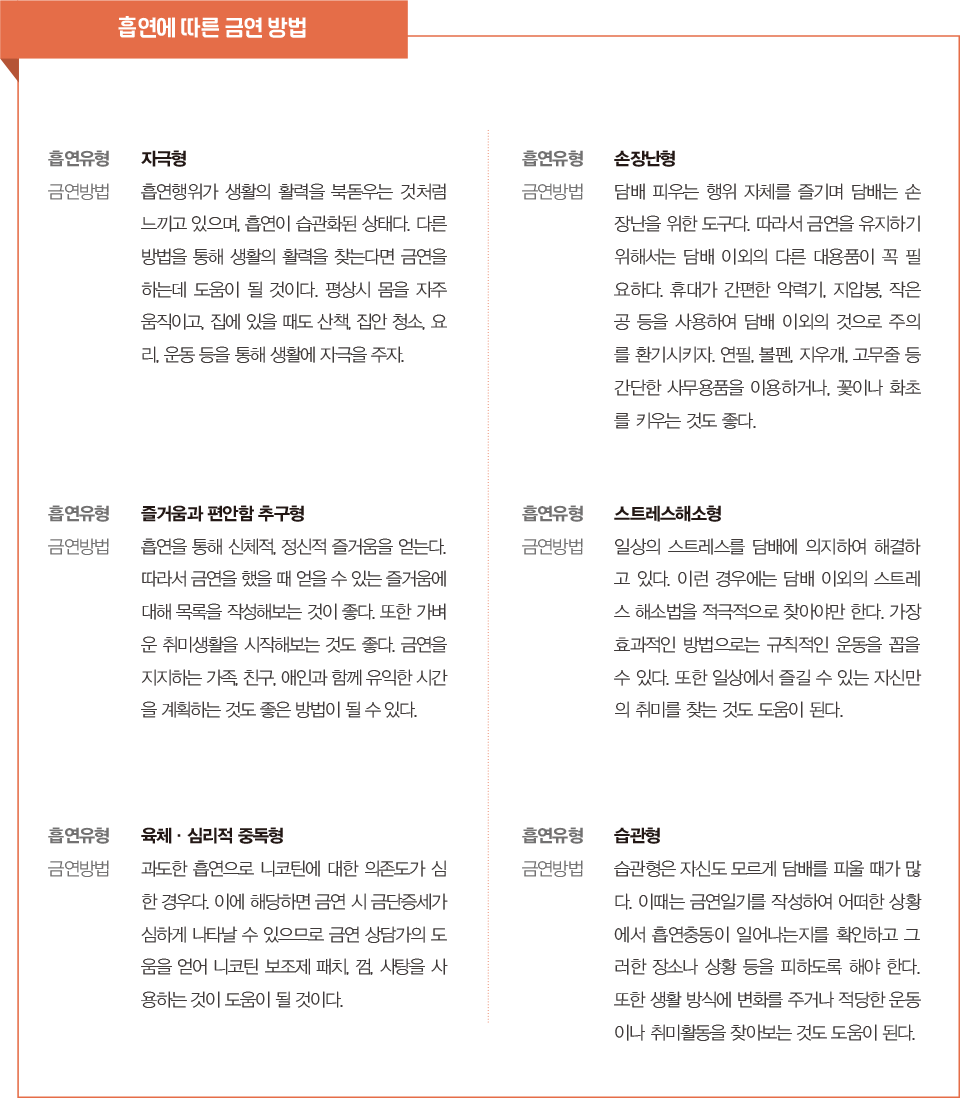 흡연에 따른 금연 방법
흡연유형 자극형
금연방법 흡연행위가 생활의 활력을 북돋우는 것처럼
느끼고 있으며, 흡연이 습관화된 상태다. 다른
방법을 통해 생활의 활력을 찾는다면 금연을
하는데 도움이 될 것이다. 평상시 몸을 자주
움직이고, 집에 있을 때도 산책, 집안 청소, 요
리, 운동 등을 통해 생활에 자극을 주자.
흡연유형 손장난형
금연방법 담배 피우는 행위 자체를 즐기며 담배는 손
장난을 위한 도구다. 따라서 금연을 유지하기
위해서는 담배 이외의 다른 대용품이 꼭 필
요하다. 휴대가 간편한 악력기, 지압봉, 작은
공 등을 사용하여 담배 이외의 것으로 주의
를 환기시키자. 연필, 볼펜, 지우개, 고무줄 등
간단한 사무용품을 이용하거나, 꽃이나 화초
를 키우는 것도 좋다.
흡연유형 즐거움과 편안함 추구형
금연방법 흡연을 통해 신체적, 정신적 즐거움을 얻는다.
따라서 금연을 했을 때 얻을 수 있는 즐거움에
대해 목록을 작성해보는 것이 좋다. 또한 가벼
운 취미생활을 시작해보는 것도 좋다. 금연을
지지하는 가족, 친구, 애인과 함께 유익한 시간
을 계획하는 것도 좋은 방법이 될 수 있다.
흡연유형 스트레스해소형
금연방법 일상의 스트레스를 담배에 의지하여 해결하
고 있다. 이런 경우에는 담배 이외의 스트레
스 해소법을 적극적으로 찾아야만 한다. 가장
효과적인 방법으로는 규칙적인 운동을 꼽을
수 있다. 또한 일상에서 즐길 수 있는 자신만
의 취미를 찾는 것도 도움이 된다.
흡연유형 육체 · 심리적 중독형
금연방법 과도한 흡연으로 니코틴에 대한 의존도가 심
한 경우다. 이에 해당하면 금연 시 금단증세가
심하게 나타날 수 있으므로 금연 상담가의 도
움을 얻어 니코틴 보조제 패치, 껌, 사탕을 사
용하는 것이 도움이 될 것이다.
흡연유형 습관형
금연방법 습관형은 자신도 모르게 담배를 피울 때가 많
다. 이때는 금연일기를 작성하여 어떠한 상황
에서 흡연충동이 일어나는지를 확인하고 그
러한 장소나 상황 등을 피하도록 해야 한다.
또한 생활 방식에 변화를 주거나 적당한 운동
이나 취미활동을 찾아보는 것도 도움이 된다.